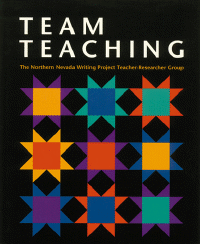 TEAM
TEACHING
The Northern Nevada Writing Project Teacher-Researcher Group